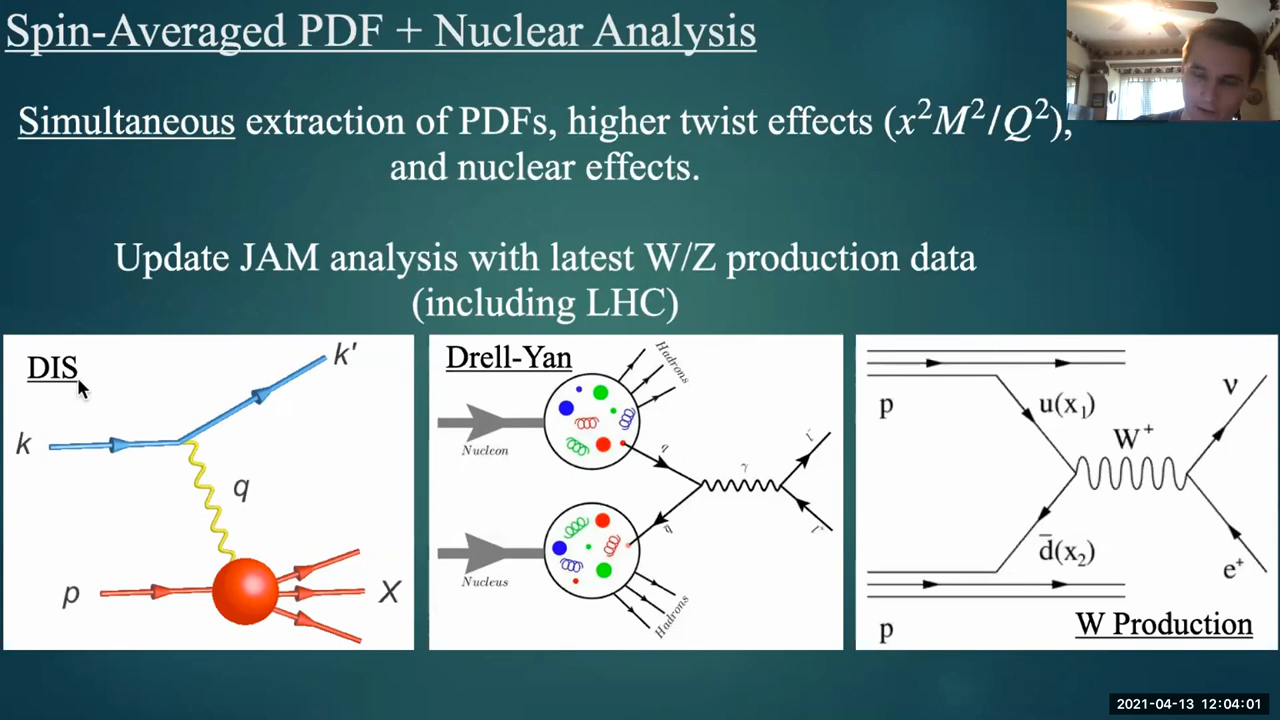 Spin-Averaged PDF + Nuclear Analysis
Simultaneous extraction of PDFs, higher twist effects (x²M²/Q²),
and nuclear effects.
Update JAM analysis with latest W/Z production data
(including LHC)
DIS
k'
k
q
p
X
Drell-Yan
Hadrons
Nucleon
q
γ
l⁻
l⁺
q̄
Nucleus
Hadrons
p
u(x₁)
ν
W⁺
d̄(x₂)
e⁺
p
W Production
2021-04-13 12:04:01